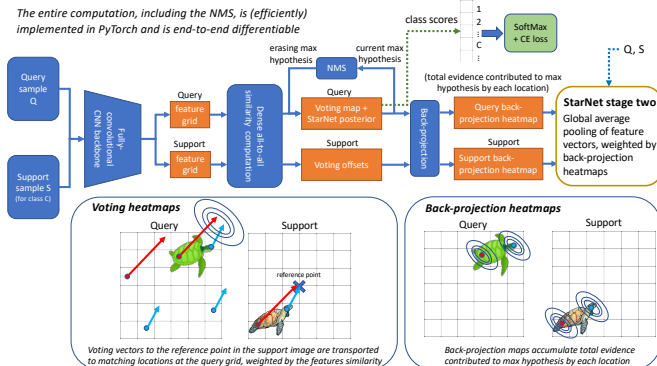 The entire computation, including the NMS, is (efficiently)
implemented in PyTorch and is end-to-end differentiable
class scores
1
2
⋮
C
⋮
SoftMax
+ CE loss
Q, S
erasing max
hypothesis
current max
hypothesis
NMS
(total evidence contributed to max
hypothesis by each location)
Query
sample
Q
Support
sample S
(for class C)
Fully-
convolutional
CNN backbone
Query
feature
grid
Support
feature
grid
Dense all-to-all
similarity computation
Query
Voting map +
StarNet posterior
Support
Voting offsets
Back-projection
Query back-
projection heatmap
Support
Support back-
projection heatmap
StarNet stage two
Global average
pooling of feature
vectors, weighted by
back-projection
heatmaps
Voting heatmaps
Query
Support
reference point
Voting vectors to the reference point in the support image are transported
to matching locations at the query grid, weighted by the features similarity
Back-projection heatmaps
Query
Support
Back-projection maps accumulate total evidence
contributed to max hypothesis by each location